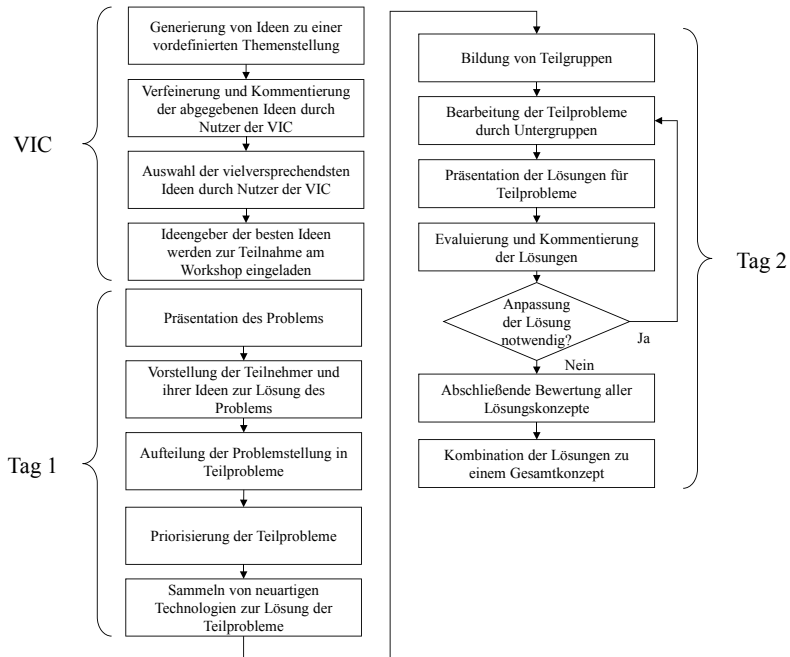 VIC
Generierung von Ideen zu einer
vordefinierten Themenstellung
Verfeinerung und Kommentierung
der abgegebenen Ideen durch
Nutzer der VIC
Auswahl der vielversprechendsten
Ideen durch Nutzer der VIC
Ideengeber der besten Ideen
werden zur Teilnahme am
Workshop eingeladen
Tag 1
Präsentation des Problems
Vorstellung der Teilnehmer und
ihrer Ideen zur Lösung des
Problems
Aufteilung der Problemstellung in
Teilprobleme
Priorisierung der Teilprobleme
Sammeln von neuartigen
Technologien zur Lösung der
Teilprobleme
Tag 2
Bildung von Teilgruppen
Bearbeitung der Teilprobleme
durch Untergruppen
Präsentation der Lösungen für
Teilprobleme
Evaluierung und Kommentierung
der Lösungen
Anpassung
der Lösung
notwendig?
Ja
Nein
Abschließende Bewertung aller
Lösungskonzepte
Kombination der Lösungen zu
einem Gesamtkonzept